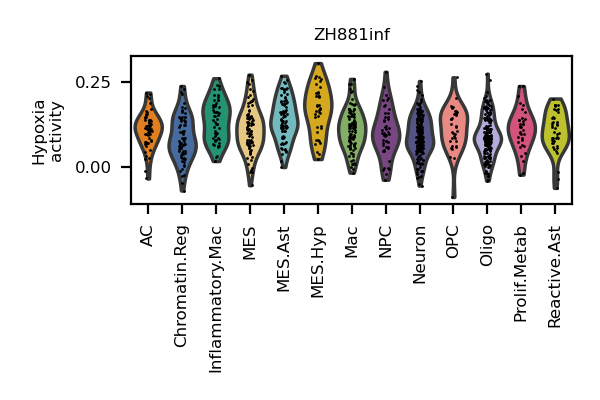 ZH881inf
Hypoxia
activity
0.25
0.00
AC
Chromatin.Reg
Inflammatory.Mac
MES
MES.Ast
MES.Hyp
Mac
NPC
Neuron
OPC
Oligo
Prolif.Metab
Reactive.Ast